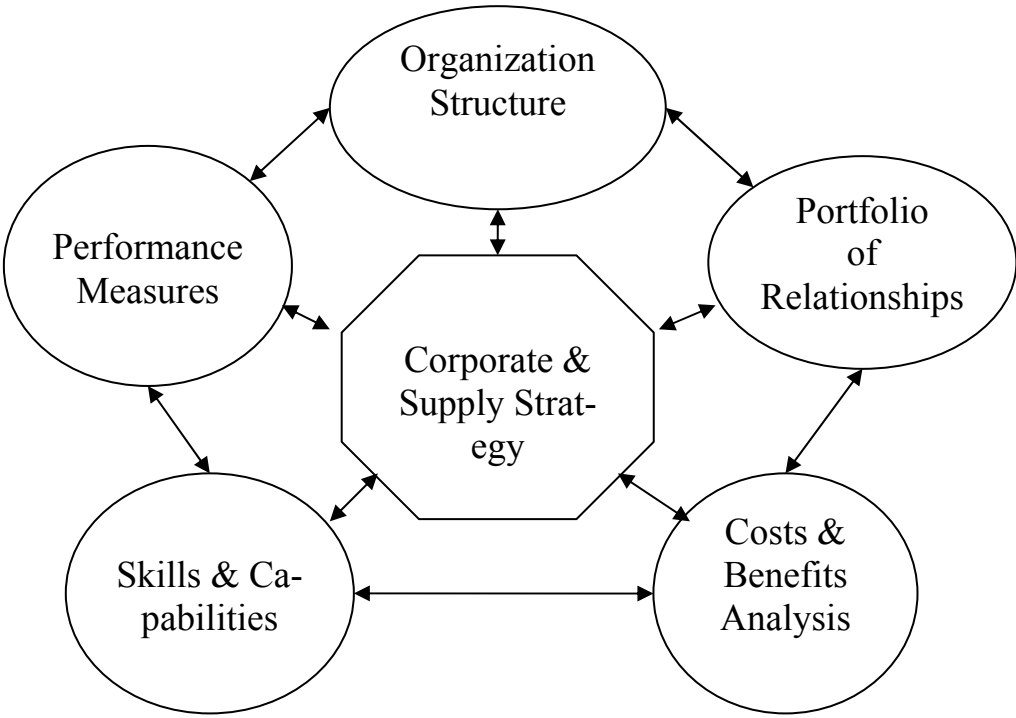 Organization
Structure
Performance
Measures
Portfolio
of
Relationships
Corporate &
Supply Strat-
egy
Skills & Ca-
pabilities
Costs &
Benefits
Analysis